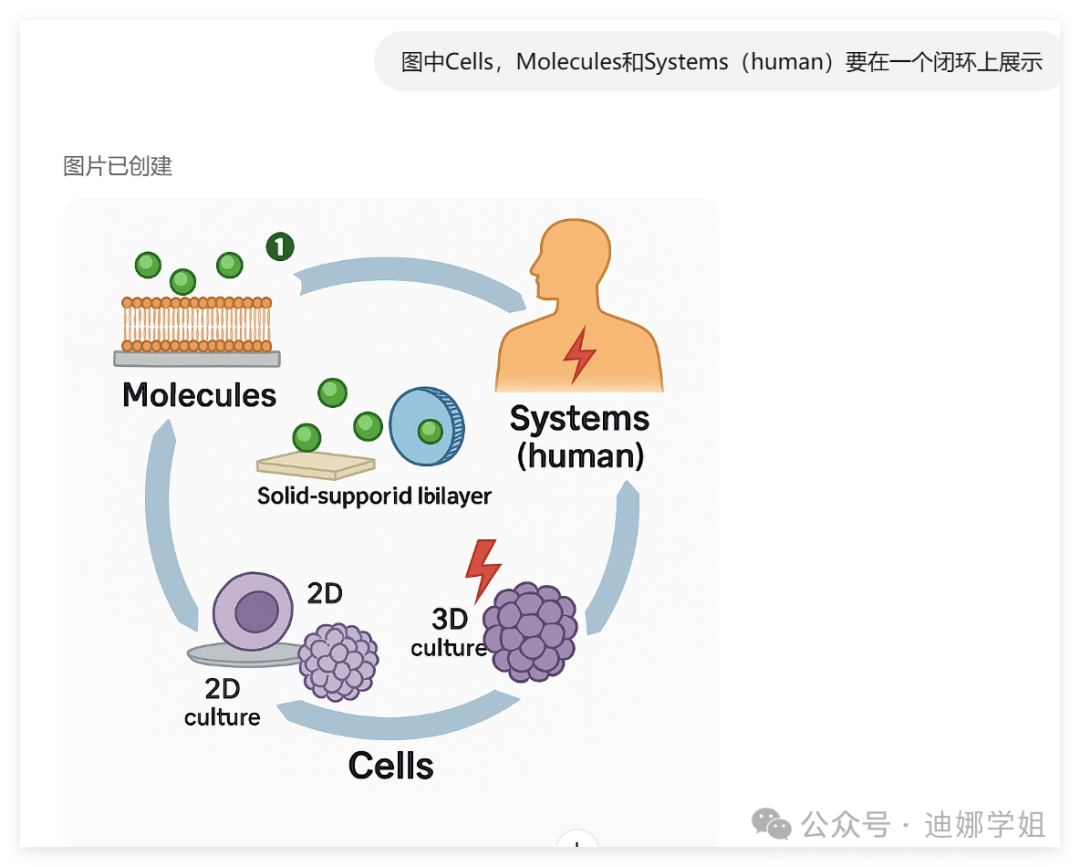 图中Cells，Molecules和Systems（human）要在一个闭环上展示
图片已创建
1
Molecules
Systems
(human)
Solid-supporid lbilayer
2D
3D
culture
2D
culture
Cells
公众号 · 迪娜学姐